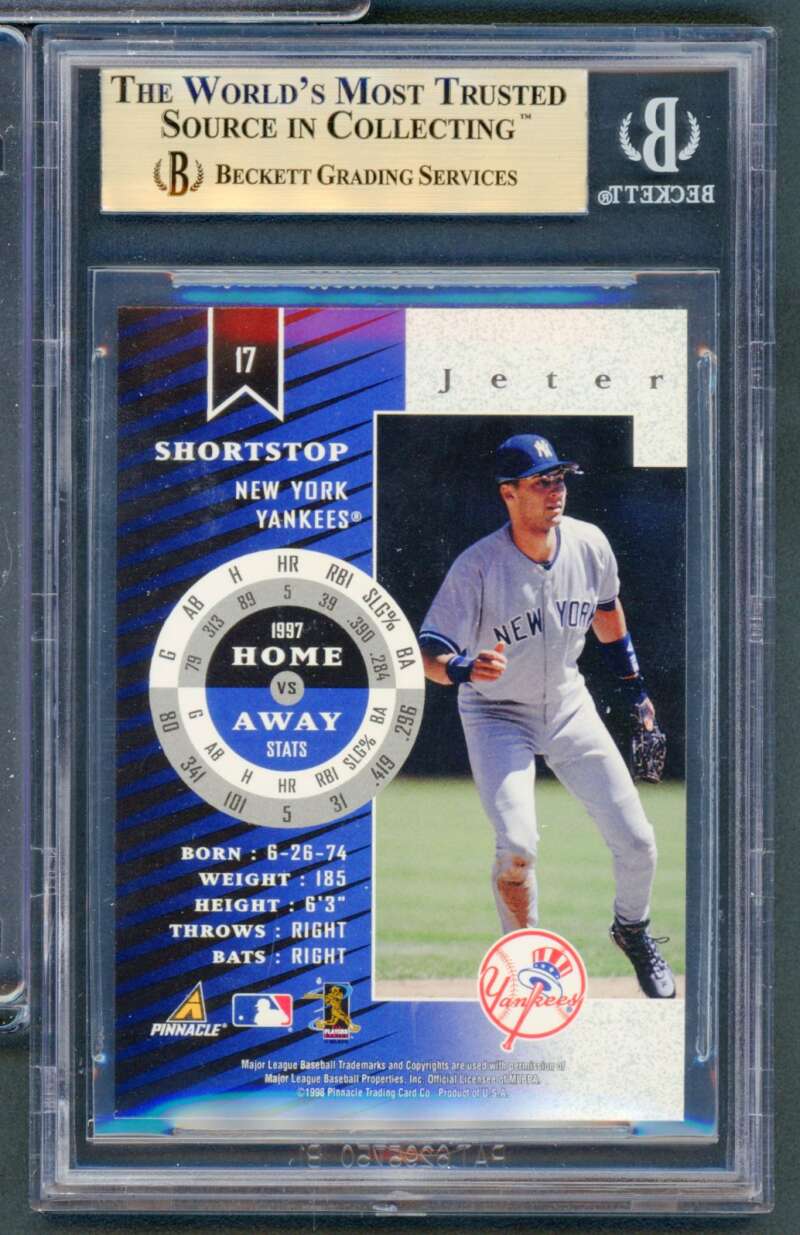 THE WORLD'S MOST TRUSTED
SOURCE IN COLLECTING™
B BECKETT GRADING SERVICES
B
BECKETT®
17
Jeter
SHORTSTOP
NEW YORK
YANKEES®
G AB H HR RBI SLG% BA
79 313 89 5 39 .390 .284
1997
HOME
VS
AWAY
STATS
G AB H HR RBI SLG% BA
80 341 101 5 31 .419 .296
NY
NEW YORK
BORN : 6-26-74
WEIGHT : 185
HEIGHT : 6'3"
THROWS : RIGHT
BATS : RIGHT
Yankees®
PINNACLE®
PLAYERS
Major League Baseball Trademarks and Copyrights are used with permission of
Major League Baseball Properties, Inc. Official Licensee of MLBPA.
©1998 Pinnacle Trading Card Co. Product of U.S.A.